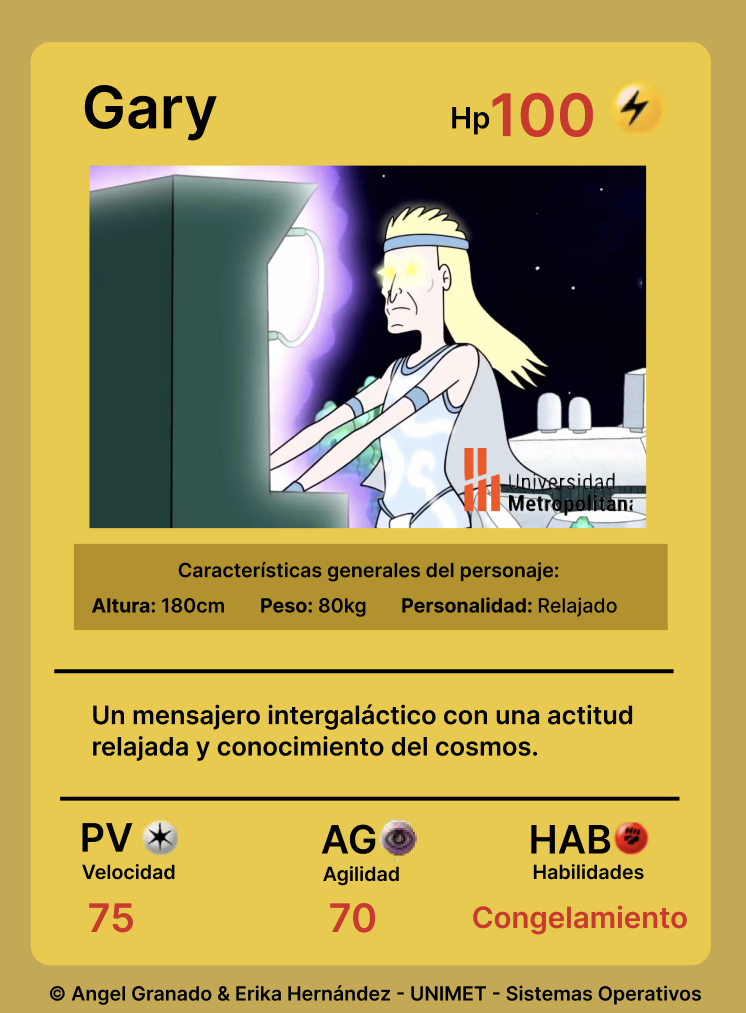 Gary
Hp100
Universidad
Metropolitana
Características generales del personaje:
Altura: 180cm Peso: 80kg Personalidad: Relajado
Un mensajero intergaláctico con una actitud
relajada y conocimiento del cosmos.
PV AG HAB
Velocidad Agilidad Habilidades
75 70 Congelamiento
© Angel Granado & Erika Hernández - UNIMET - Sistemas Operativos